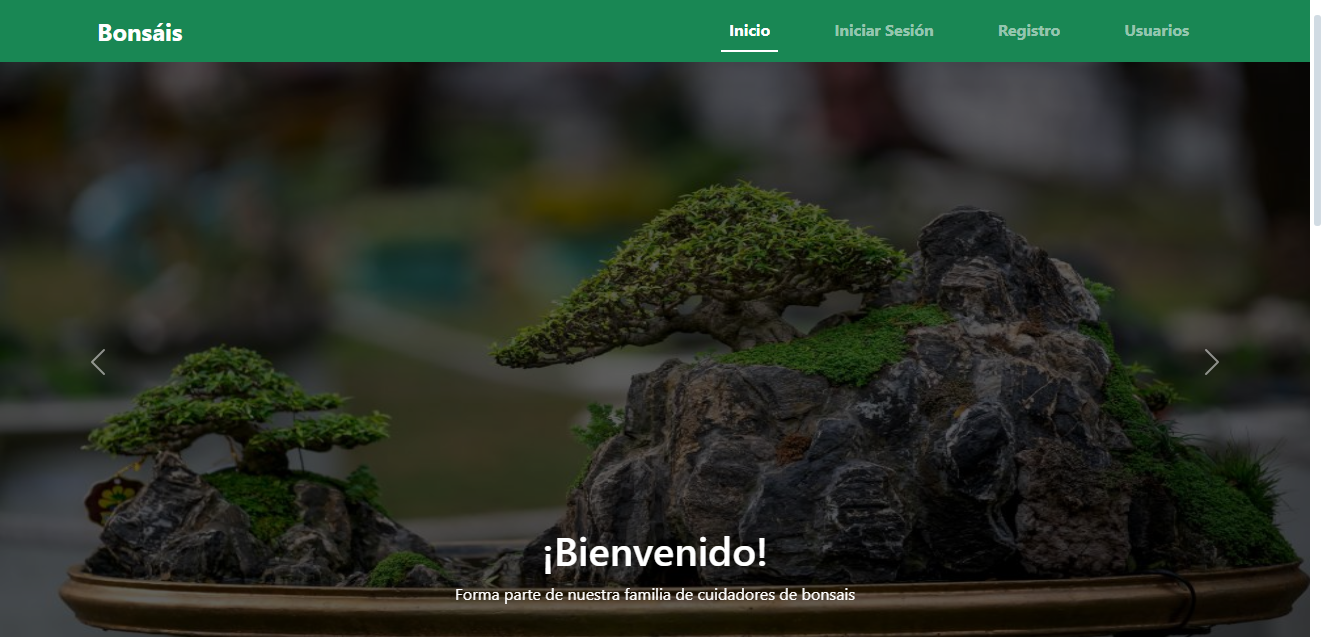 Bonsáis
Inicio
Iniciar Sesión
Registro
Usuarios
¡Bienvenido!
Forma parte de nuestra familia de cuidadores de bonsais